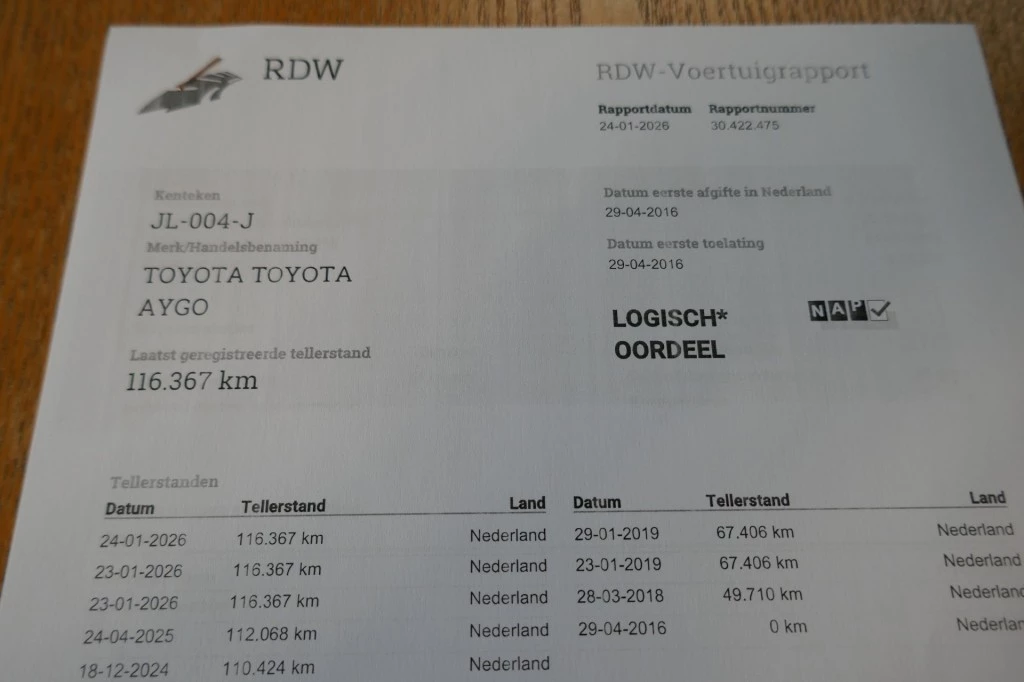 RDW
RDW-Voertuigrapport
Rapportdatum Rapportnummer
24-01-2026 30.422.475
Kenteken
JL-004-J
Merk/Handelsbenaming
TOYOTA TOYOTA
AYGO
Laatst geregistreerde tellerstand
116.367 km
Datum eerste afgifte in Nederland
29-04-2016
Datum eerste toelating
29-04-2016
LOGISCH*
OORDEEL
NAP
Tellerstanden
Datum Tellerstand Land Datum Tellerstand Land
24-01-2026 116.367 km Nederland 29-01-2019 67.406 km Nederland
23-01-2026 116.367 km Nederland 23-01-2019 67.406 km Nederland
23-01-2026 116.367 km Nederland 28-03-2018 49.710 km Nederland
24-04-2025 112.068 km Nederland 29-04-2016 0 km Nederlan
18-12-2024 110.424 km Nederland